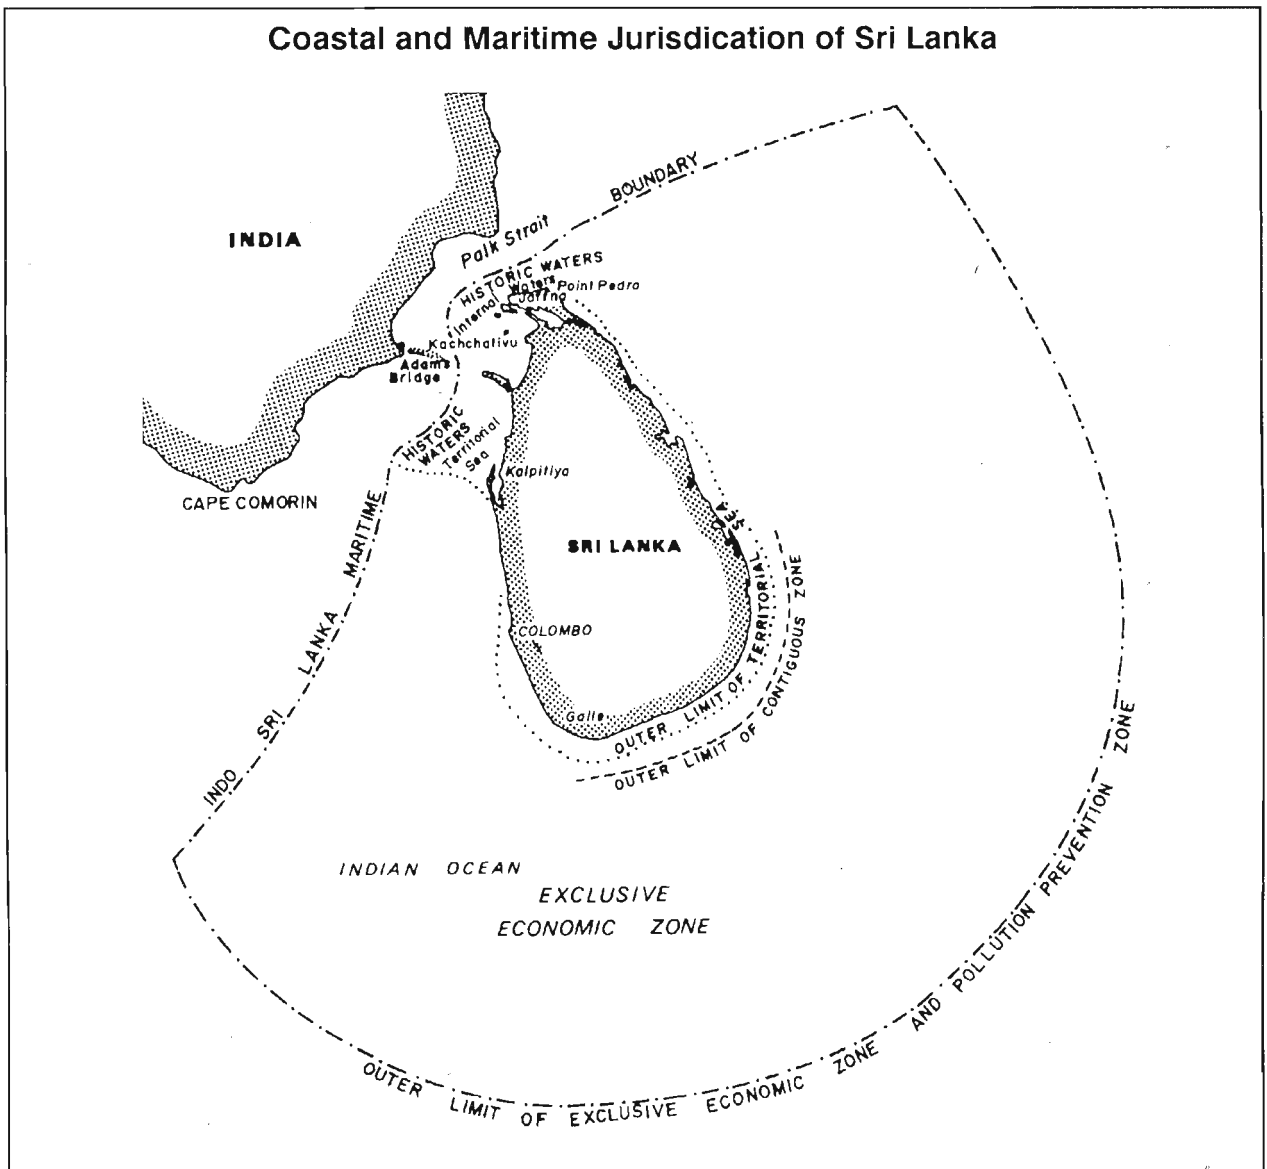 Coastal and Maritime Jurisdication of Sri Lanka
INDIA
BOUNDARY
Palk Strait
HISTORIC WATERS
Internal Waters
Point Pedro
Jaffna
Kachchativu
Adam's
Bridge
HISTORIC
WATERS
Territorial
Sea
Kalpitiya
CAPE COMORIN
INDO SRI LANKA MARITIME
SRI LANKA
COLOMBO
Galle
OUTER LIMIT OF TERRITORIAL SEA
OUTER LIMIT OF CONTIGUOUS ZONE
INDIAN OCEAN
EXCLUSIVE
ECONOMIC ZONE
OUTER LIMIT OF EXCLUSIVE ECONOMIC ZONE AND POLLUTION PREVENTION ZONE